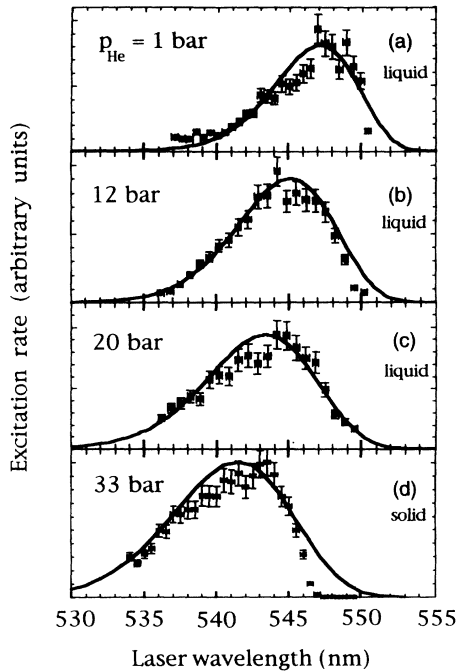 p_He = 1 bar
(a)
liquid
12 bar
(b)
liquid
20 bar
(c)
liquid
33 bar
(d)
solid
Excitation rate (arbitrary units)
530 535 540 545 550 555
Laser wavelength (nm)